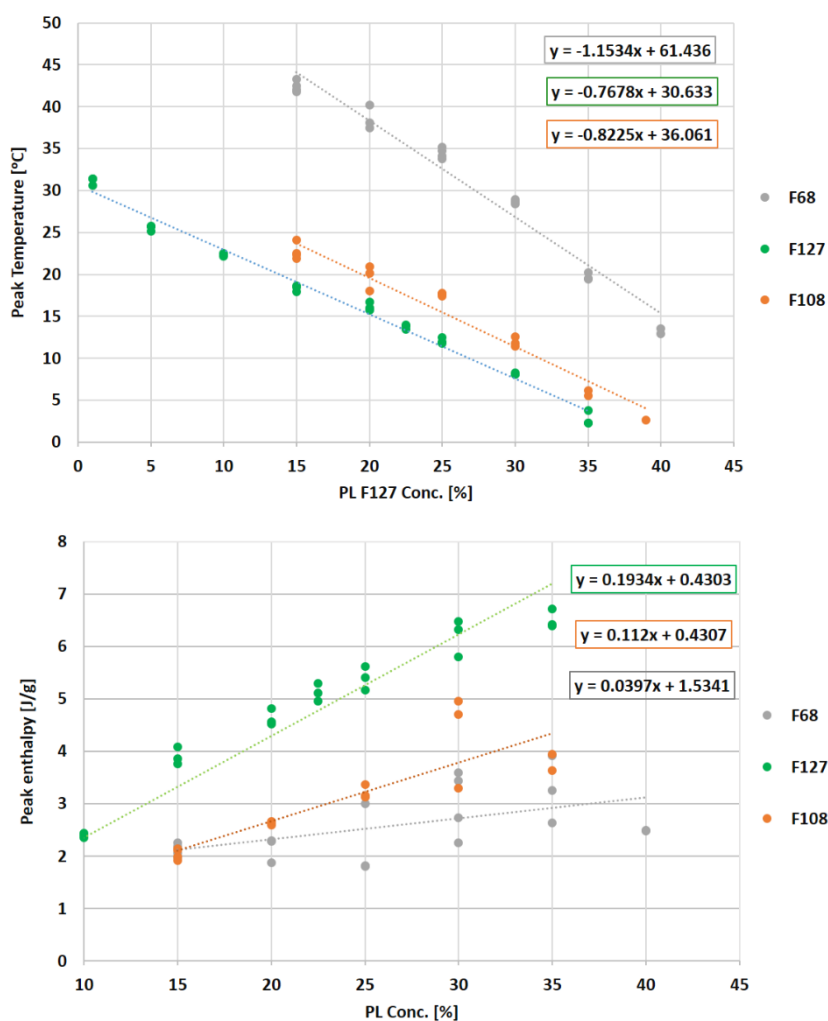 50
45
40
35
30
25
20
15
10
5
0
Peak Temperature [ºC]
y = -1.1534x + 61.436
y = -0.7678x + 30.633
y = -0.8225x + 36.061
F68
F127
F108
0 5 10 15 20 25 30 35 40 45
PL F127 Conc. [%]
8
7
6
5
4
3
2
1
0
Peak enthalpy [J/g]
y = 0.1934x + 0.4303
y = 0.112x + 0.4307
y = 0.0397x + 1.5341
F68
F127
F108
10 15 20 25 30 35 40 45
PL Conc. [%]